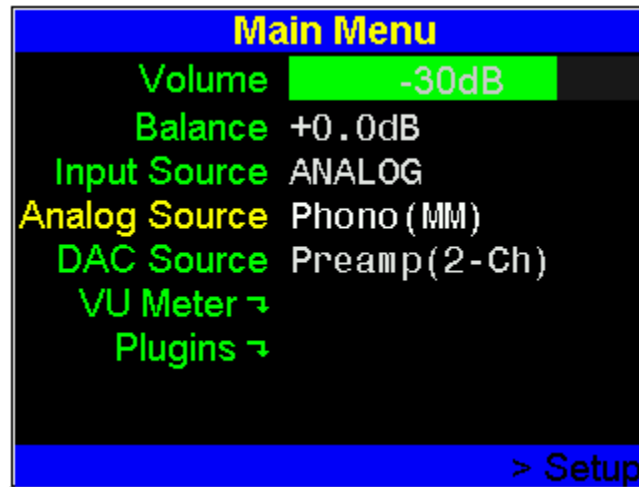 Main Menu
Volume -30dB
Balance +0.0dB
Input Source ANALOG
Analog Source Phono(MM)
DAC Source Preamp(2-Ch)
VU Meter ⬎
Plugins ⬎
> Setup